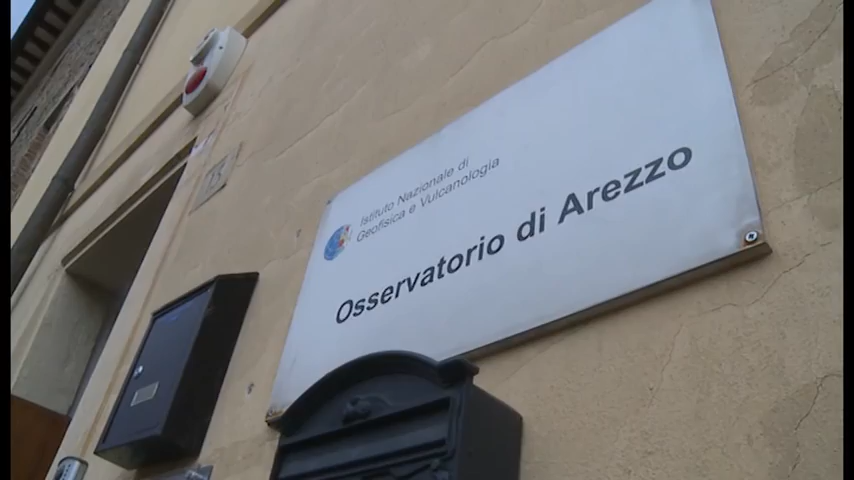 Istituto Nazionale di
Geofisica e Vulcanologia
Osservatorio di Arezzo